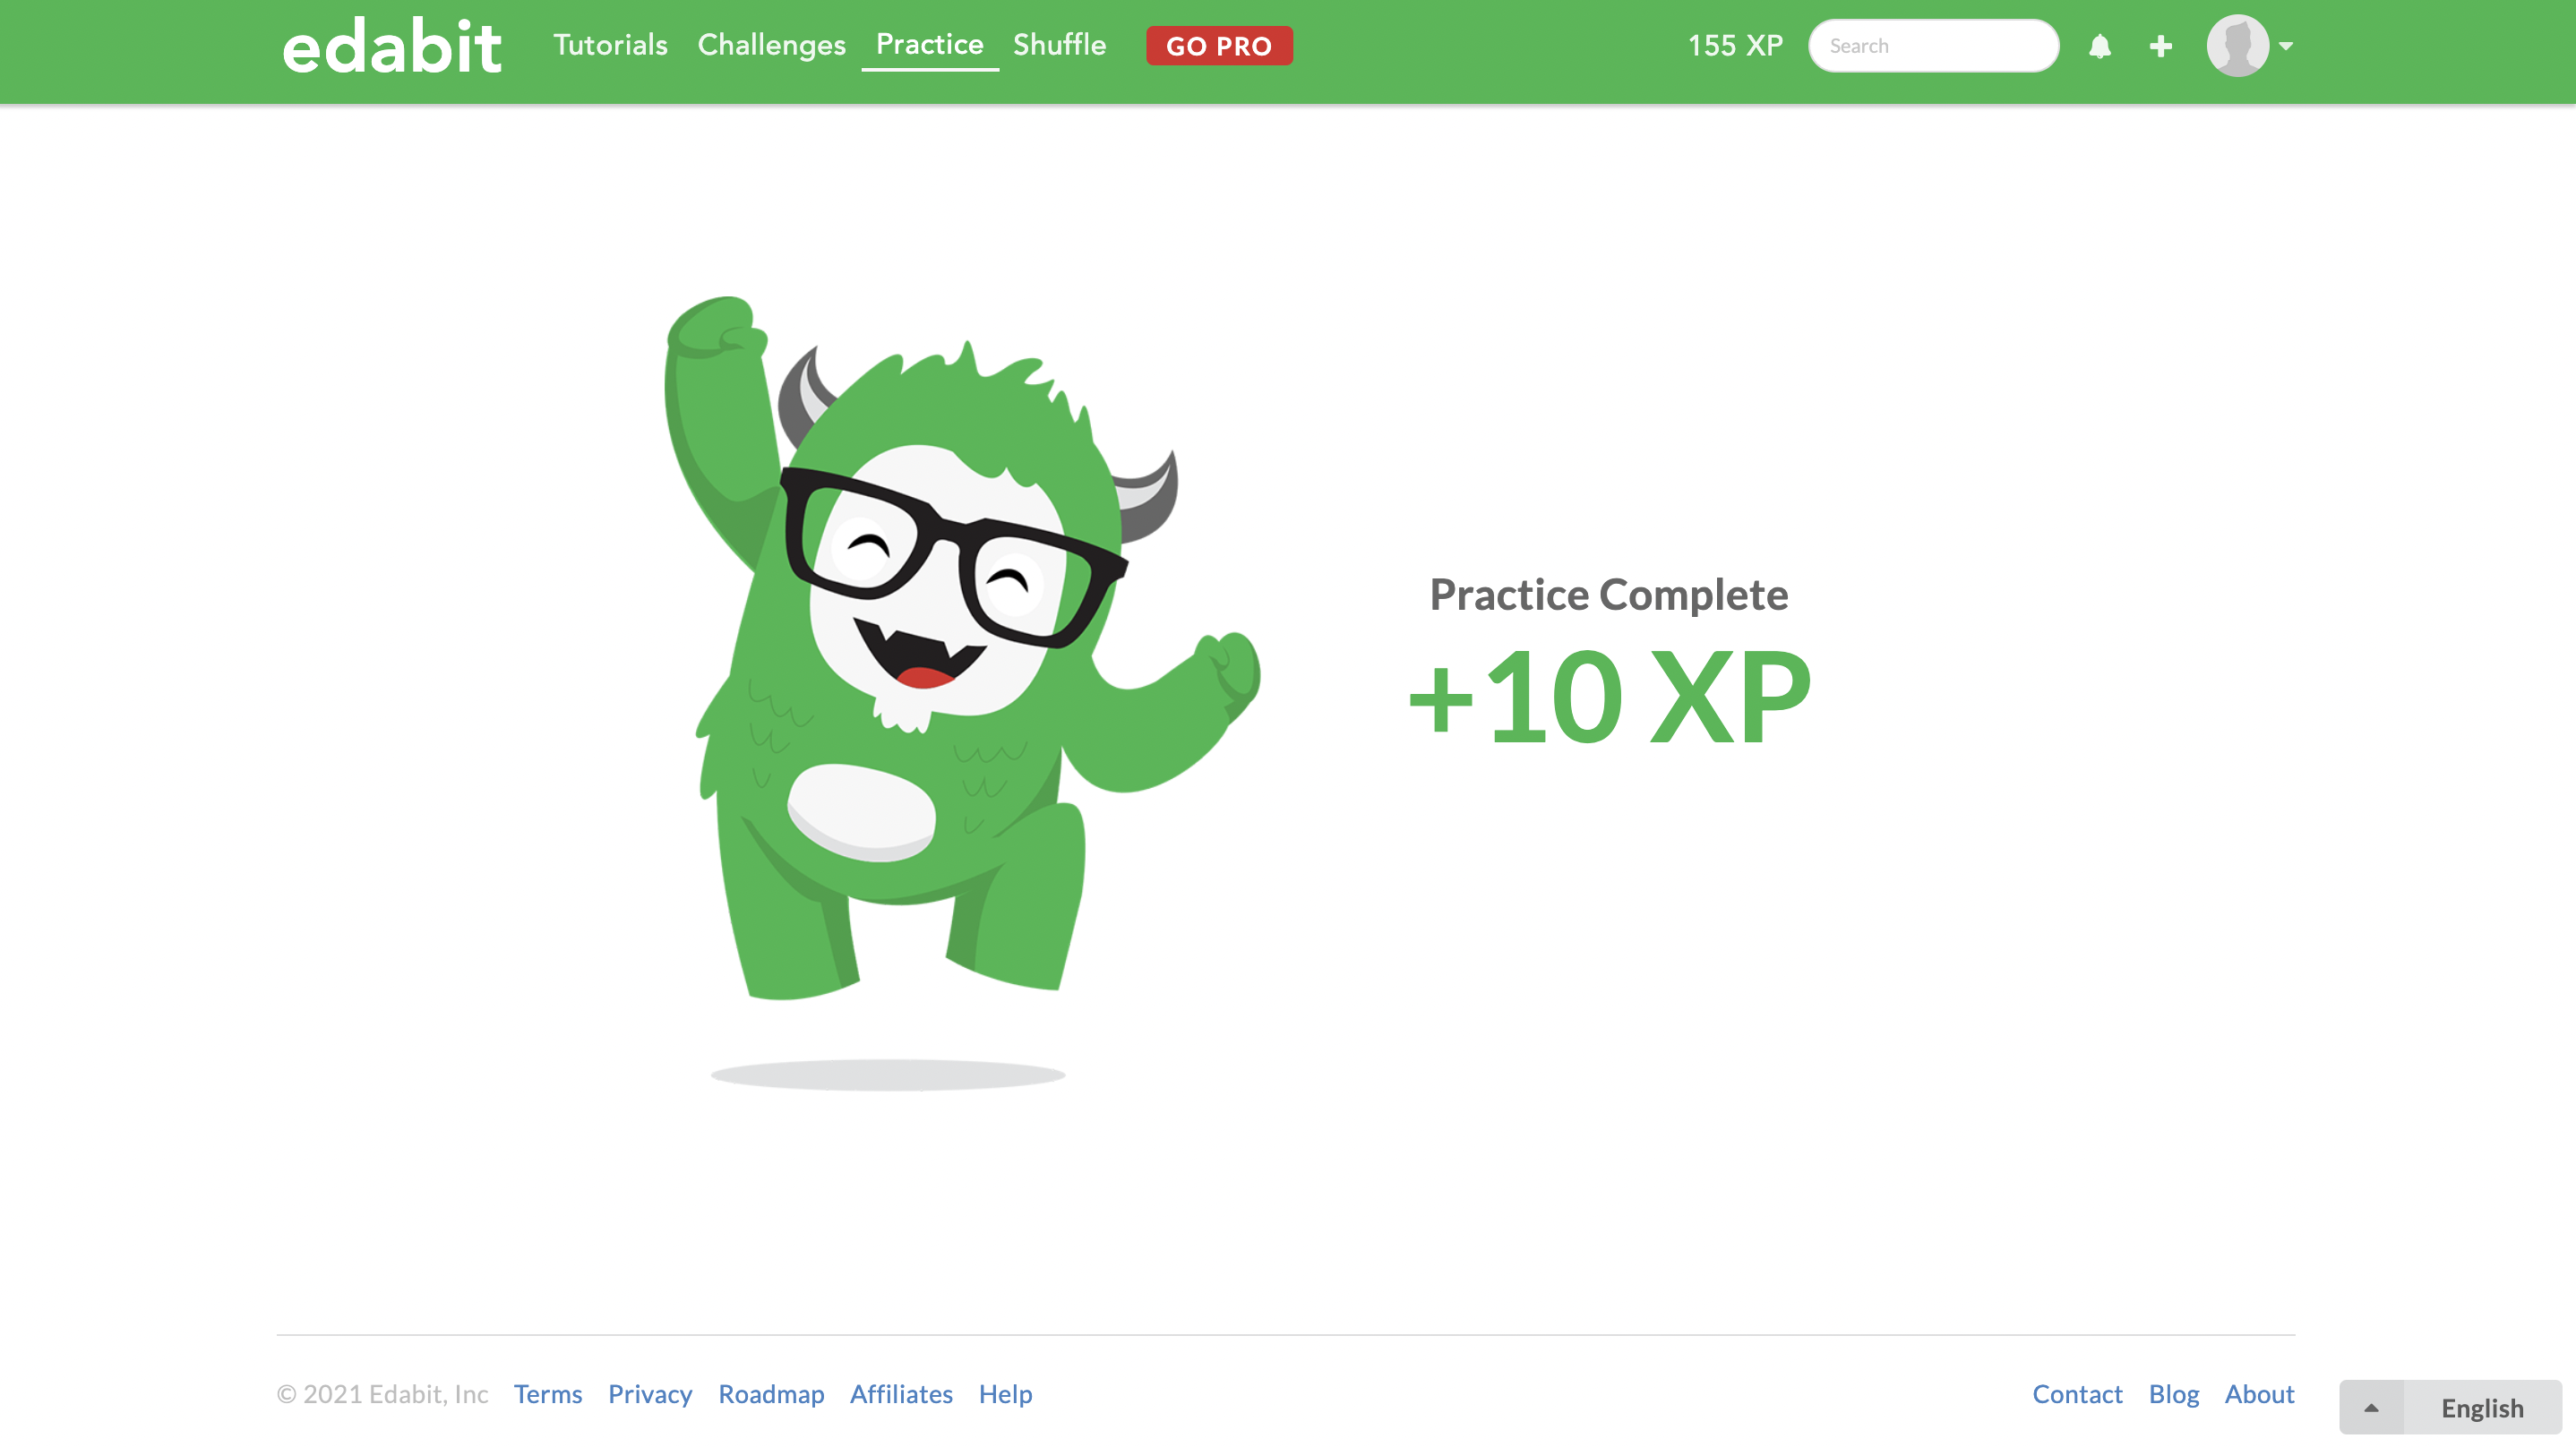 edabit Tutorials Challenges Practice Shuffle GO PRO 155 XP Search
Practice Complete
+10 XP
© 2021 Edabit, Inc Terms Privacy Roadmap Affiliates Help Contact Blog About English